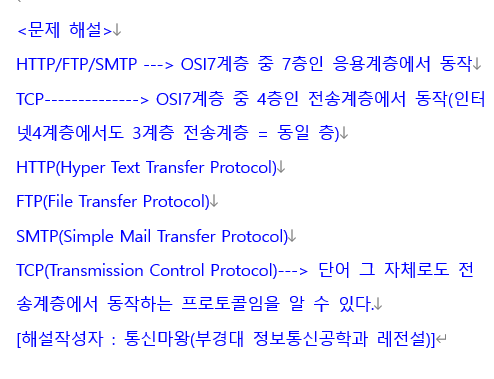 <문제 해설>↓
HTTP/FTP/SMTP ---> OSI7계층 중 7층인 응용계층에서 동작↓
TCP--------------> OSI7계층 중 4층인 전송계층에서 동작(인터
넷4계층에서도 3계층 전송계층 = 동일 층)↓
HTTP(Hyper Text Transfer Protocol)↓
FTP(File Transfer Protocol)↓
SMTP(Simple Mail Transfer Protocol)↓
TCP(Transmission Control Protocol)---> 단어 그 자체로도 전
송계층에서 동작하는 프로토콜임을 알 수 있다.↓
[해설작성자 : 통신마왕(부경대 정보통신공학과 레전설)]↵